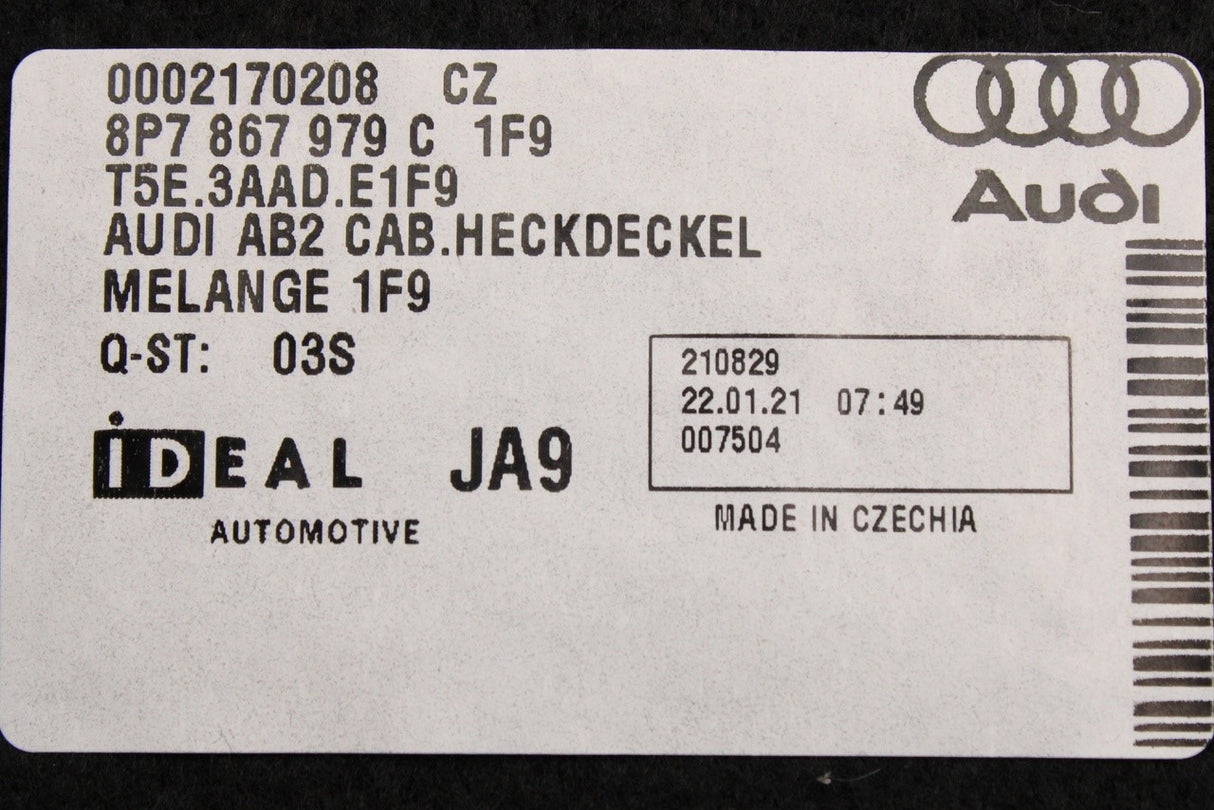 0002170208 CZ
8P7 867 979 C 1F9
T5E.3AAD.E1F9
AUDI AB2 CAB.HECKDECKEL
MELANGE 1F9
Q-ST: 03S
iDEAL JA9
AUTOMOTIVE
Audi
210829
22.01.21 07:49
007504
MADE IN CZECHIA